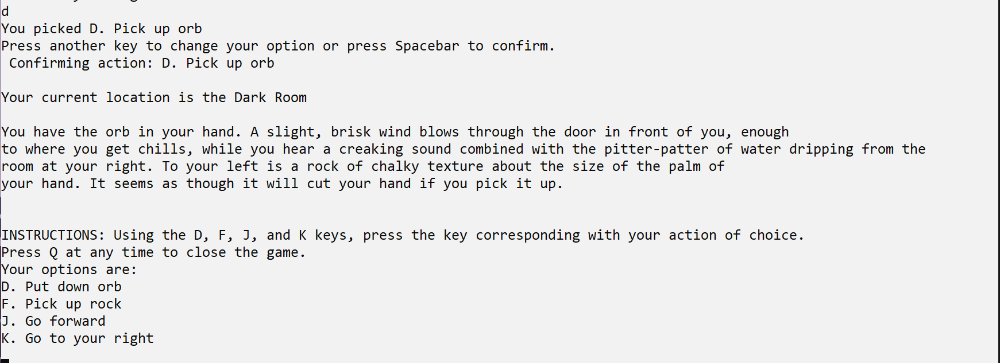 d
You picked D. Pick up orb
Press another key to change your option or press Spacebar to confirm.
 Confirming action: D. Pick up orb

Your current location is the Dark Room

You have the orb in your hand. A slight, brisk wind blows through the door in front of you, enough
to where you get chills, while you hear a creaking sound combined with the pitter-patter of water dripping from the
room at your right. To your left is a rock of chalky texture about the size of the palm of
your hand. It seems as though it will cut your hand if you pick it up.

INSTRUCTIONS: Using the D, F, J, and K keys, press the key corresponding with your action of choice.
Press Q at any time to close the game.
Your options are:
D. Put down orb
F. Pick up rock
J. Go forward
K. Go to your right